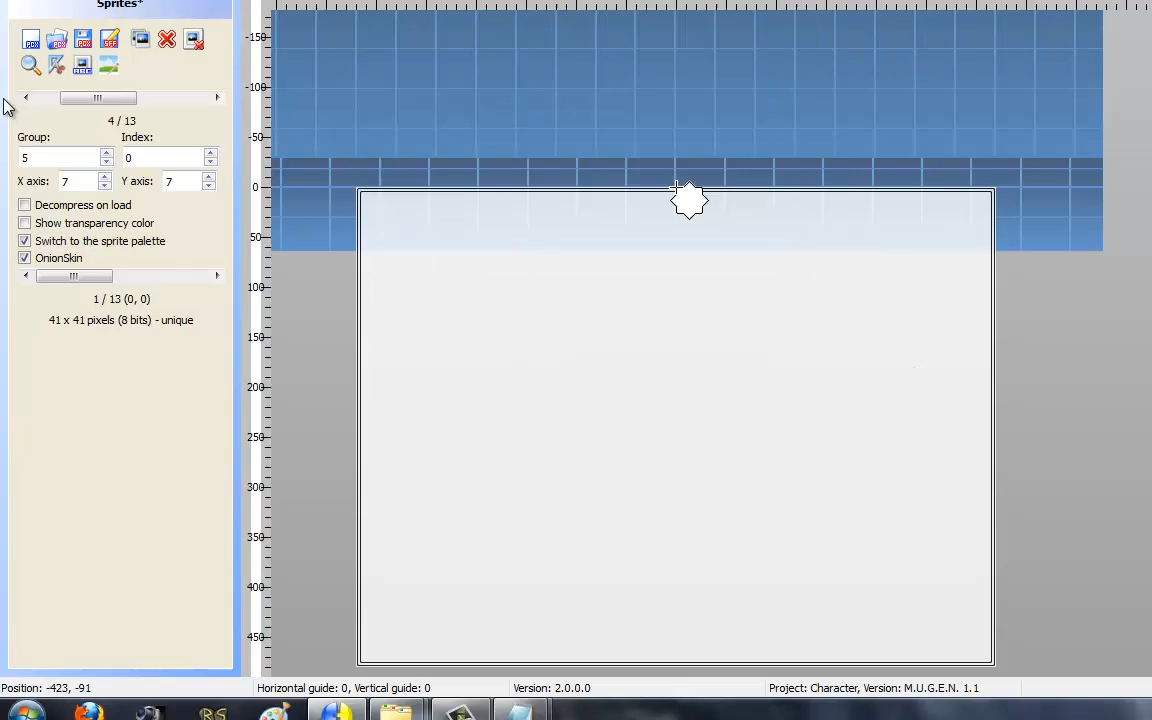 Sprites*
4 / 13
Group: Index:
5 0
X axis: 7 Y axis: 7
Decompress on load
Show transparency color
Switch to the sprite palette
OnionSkin
1 / 13 (0, 0)
41 x 41 pixels (8 bits) - unique
-150
-100
-50
0
50
100
150
200
250
300
350
400
450
Position: -423, -91 Horizontal guide: 0, Vertical guide: 0 Version: 2.0.0.0 Project: Character, Version: M.U.G.E.N. 1.1